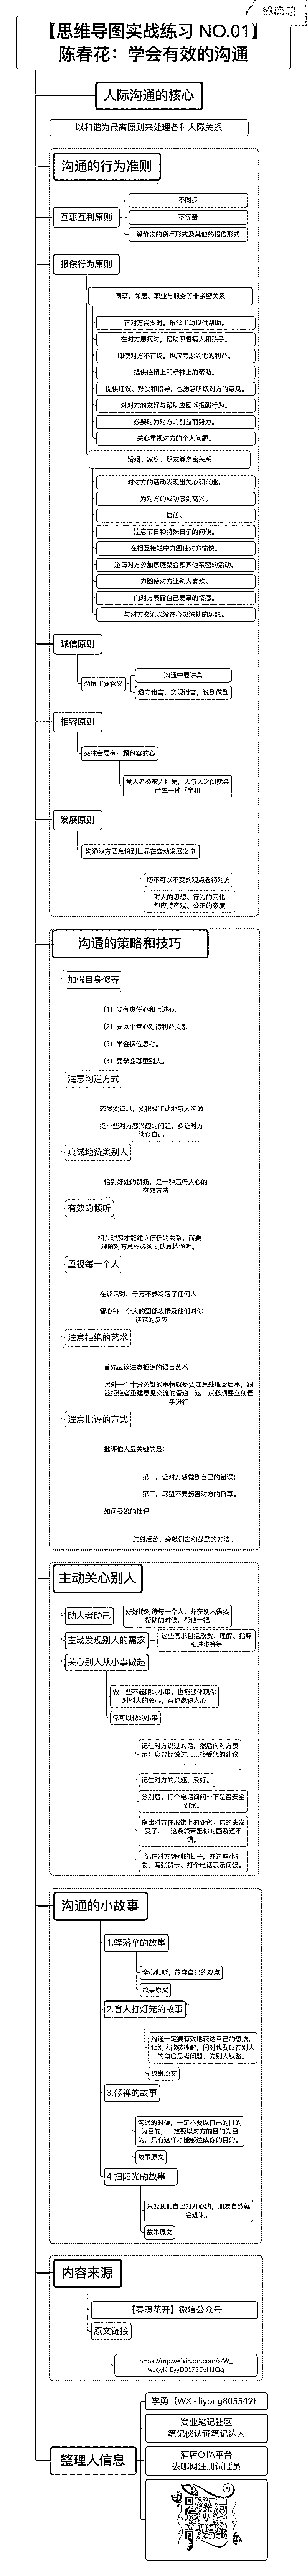 试用版
【思维导图实战练习 NO.01】
陈春花：学会有效的沟通
人际沟通的核心
以和谐为最高原则来处理各种人际关系
沟通的行为准则
互惠互利原则
不同步
不等量
等价物的货币形式及其他的报偿形式
报偿行为原则
同事，邻居、职业与服务等非亲密关系
在对方需要时，乐意主动提供帮助。
在对方患病时，帮助照看病人和孩子。
即使对方不在场，也应考虑到他的利益。
提供感情上和精神上的帮助。
提供建议、鼓励和指导，也愿意听取对方的意见。
对对方的友好与帮助应回以报酬行为。
必要时为对方的利益而努力。
关心重视对方的个人问题。
婚姻、家庭、朋友等亲密关系
对对方的活动表现出关心和兴趣。
为对方的成功感到高兴。
信任。
注意节日和特殊日子的问候。
在相互接触中力图使对方愉快。
邀请对方参加家庭聚会和其他亲密的活动。
力图使对方让别人喜欢。
向对方表露自己爱慕的情感。
与对方交流隐没在心灵深处的思想。
诚信原则
两层主要含义
沟通中要讲真
遵守诺言，实现诺言，说到做到
相容原则
交往者要有一颗包容的心
爱人者必被人所爱，人与人之间就会
产生一种「亲和
发展原则
沟通双方要意识到世界在变动发展之中
切不可以不变的观点看待对方
对人的思想、行为的变化
都应持客观、公正的态度
沟通的策略和技巧
加强自身修养
（1）要有责任心和上进心。
（2）要以平常心对待利益关系
（3）学会换位思考。
（4）要学会尊重别人。
注意沟通方式
态度要诚恳，要积极主动地与人沟通
提一些对方感兴趣的问题，多让对方
谈谈自己
真诚地赞美别人
恰到好处的赞扬，是一种赢得人心的
有效方法
有效的倾听
相互理解才能建立信任的关系，而要
理解对方意图必须要认真地倾听。
重视每一个人
在谈话时，千万不要冷落了任何人
留心每一个人的面部表情及他们对你
谈话的反应
注意拒绝的艺术
首先应该注意拒绝的语言艺术
另外一件十分关键的事情就是要注意处理善后事，跟
被拒绝者重建意见交流的管道，这一点必须要立刻着
手进行
注意批评的方式
批评他人最关键的是：
第一，让对方感觉到自己的错误；
第二，尽量不要伤害对方的自尊。
如何委婉的批评
先褒后贬、旁敲侧击和鼓励的方法。
主动关心别人
助人者助己
好好地对待每一个人，并在别人需要
帮助的时候，帮他一把
主动发现别人的需求
这些需求包括欣赏、理解、指导
和进步等等
关心别人从小事做起
做一些不起眼的小事，也能够体现你
对别人的关心，帮你赢得人心
你可以做的小事
记住对方说过的话，然后向对方表
示：您曾经说过……接受您的建议
……
记住对方的兴趣、爱好。
分别后，打个电话询问一下是否安全
到家。
指出对方在服饰上的变化：你的头发
变了……这条领带配你的西装还不
错。
记住对方特别的日子，并送些小礼
物、写张贺卡、打个电话表示问候。
沟通的小故事
1.降落伞的故事
全心倾听，放弃自己的观点
故事原文
2.盲人打灯笼的故事
沟通一定要有效地表达自己的想法，
让别人能够理解，同时也要站在别人
的角度思考问题，为别人铺路。
故事原文
3.修禅的故事
沟通的时候，一定不要以自己的目的
为目的，一定要以对方的目的为目
的，只有这样才能够达成你的目的。
故事原文
4.扫阳光的故事
只要我们自己打开心胸，朋友自然就
会进来。
故事原文
内容来源
【春暖花开】微信公众号
原文链接
https://mp.weixin.qq.com/s/W_
wJgyKrEyyD0L73DzHJQg
整理人信息
李勇（WX - liyong805549）
商业笔记社区
笔记侠认证笔记达人
酒店OTA平台
去哪网注册试睡员